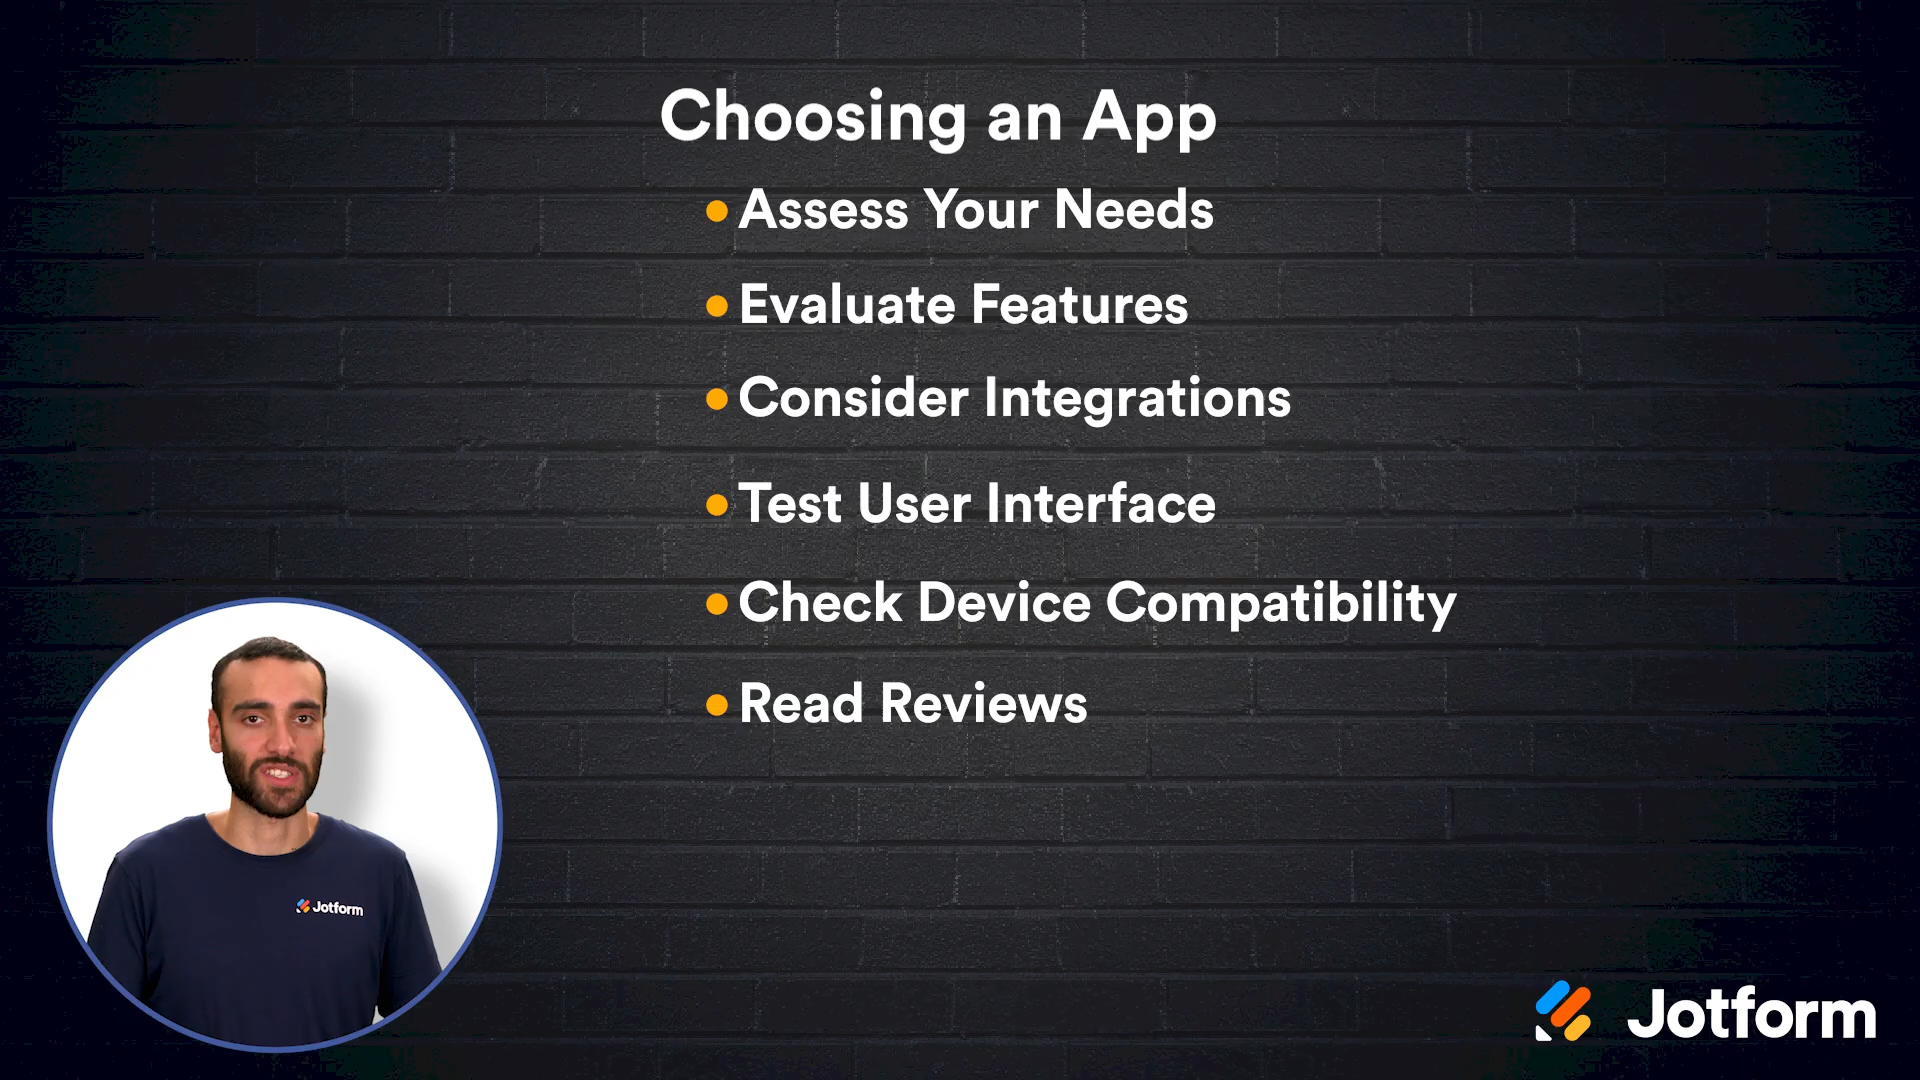 Choosing an App
Assess Your Needs
Evaluate Features
Consider Integrations
Test User Interface
Check Device Compatibility
Read Reviews
Jotform
Jotform